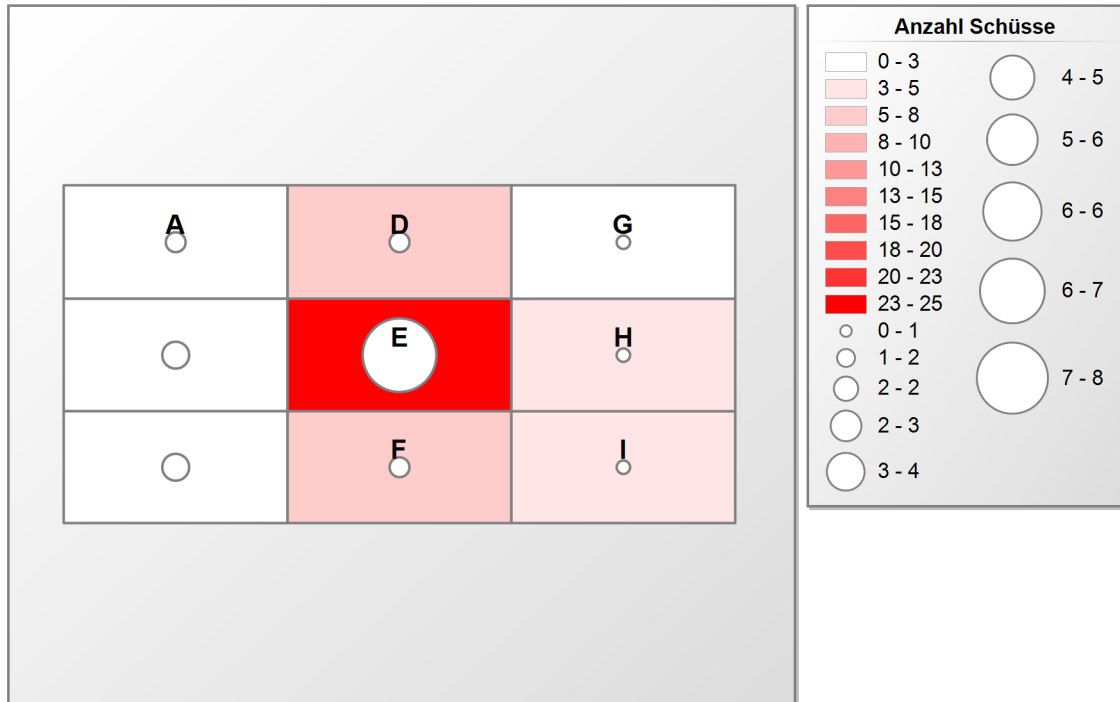 A
D
G
E
H
F
I
Anzahl Schüsse
0 - 3
3 - 5
5 - 8
8 - 10
10 - 13
13 - 15
15 - 18
18 - 20
20 - 23
23 - 25
0 - 1
1 - 2
2 - 2
2 - 3
3 - 4
4 - 5
5 - 6
6 - 6
6 - 7
7 - 8